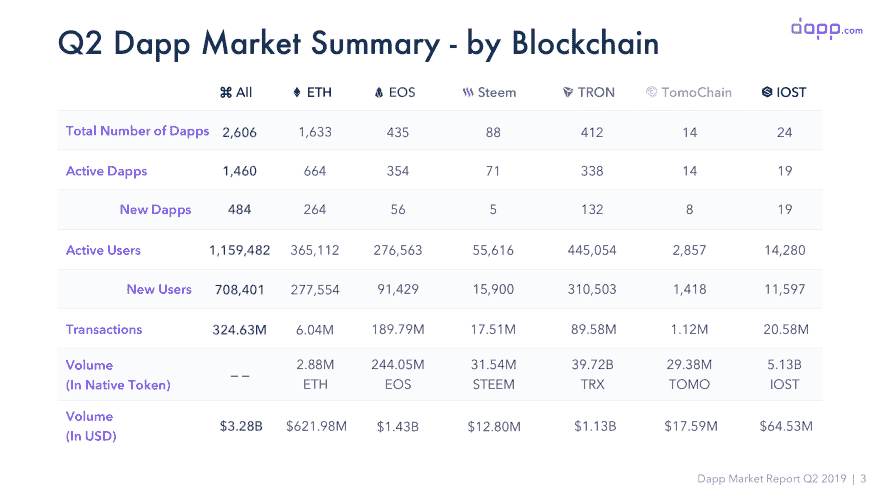 Q2 Dapp Market Summary - by Blockchain
dapp.com
All ETH EOS Steem TRON TomoChain IOST
Total Number of Dapps 2,606 1,633 435 88 412 14 24
Active Dapps 1,460 664 354 71 338 14 19
New Dapps 484 264 56 5 132 8 19
Active Users 1,159,482 365,112 276,563 55,616 445,054 2,857 14,280
New Users 708,401 277,554 91,429 15,900 310,503 1,418 11,597
Transactions 324.63M 6.04M 189.79M 17.51M 89.58M 1.12M 20.58M
Volume 2.88M 244.05M 31.54M 39.72B 29.38M 5.13B
(In Native Token) – – ETH EOS STEEM TRX TOMO IOST
Volume
(In USD) $3.28B $621.98M $1.43B $12.80M $1.13B $17.59M $64.53M
Dapp Market Report Q2 2019 | 3